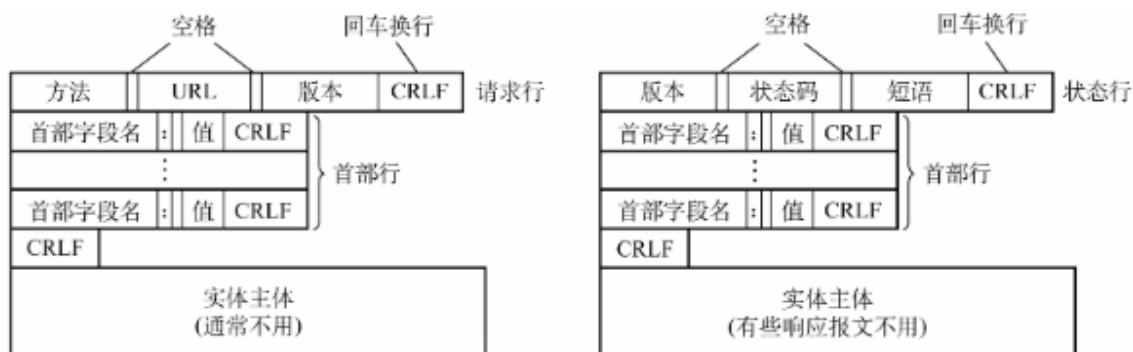 空格 回车换行
方法 URL 版本 CRLF 请求行
首部字段名 : 值 CRLF
⋮
首部行
首部字段名 : 值 CRLF
CRLF
实体主体
(通常不用)
空格 回车换行
版本 状态码 短语 CRLF 状态行
首部字段名 : 值 CRLF
⋮
首部行
首部字段名 : 值 CRLF
CRLF
实体主体
(有些响应报文不用)